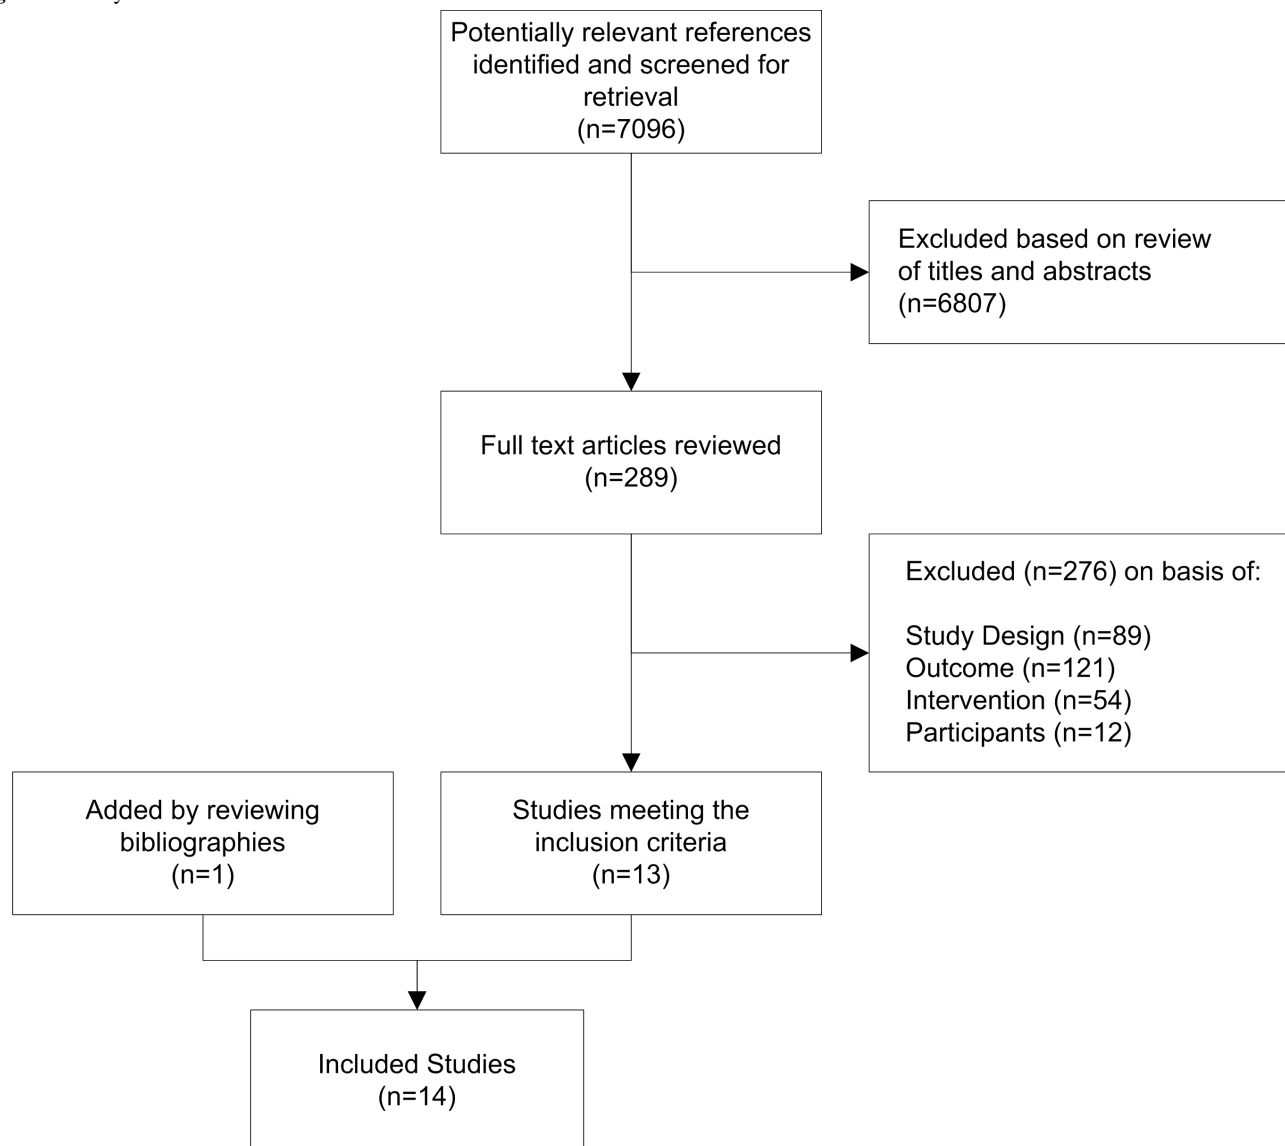 Potentially relevant references
identified and screened for
retrieval
(n=7096)
Excluded based on review
of titles and abstracts
(n=6807)
Full text articles reviewed
(n=289)
Excluded (n=276) on basis of:
Study Design (n=89)
Outcome (n=121)
Intervention (n=54)
Participants (n=12)
Added by reviewing
bibliographies
(n=1)
Studies meeting the
inclusion criteria
(n=13)
Included Studies
(n=14)